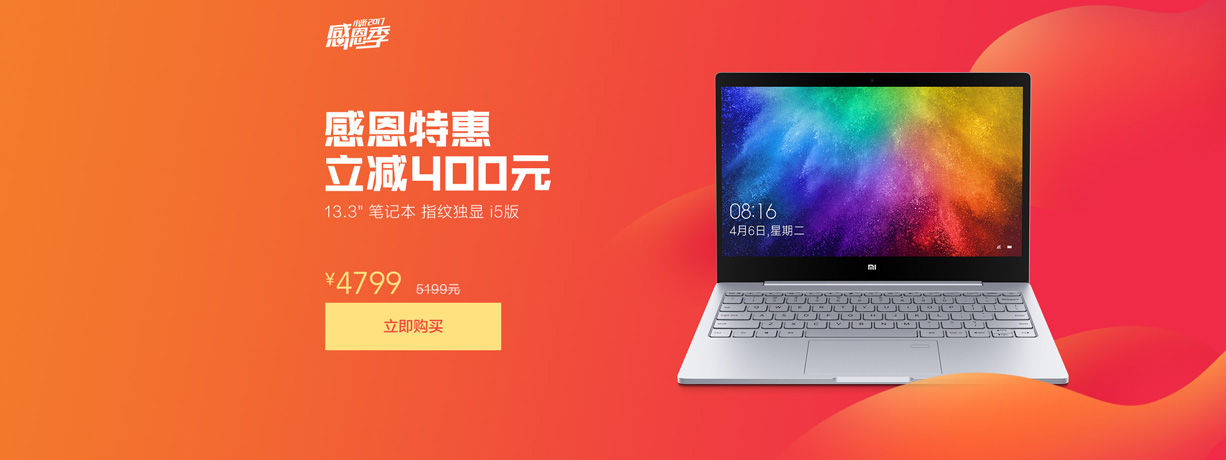 小米2017
感恩季
感恩特惠
立减400元
13.3" 笔记本 指纹独显 i5版
¥4799 5199元
立即购买
08:16
4月6日,星期二
MI